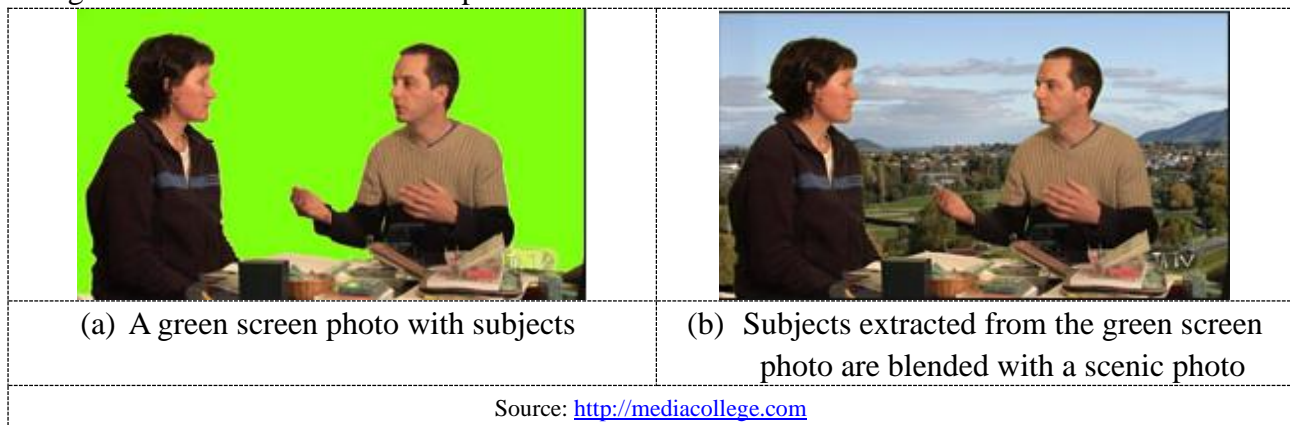 (a) A green screen photo with subjects
(b) Subjects extracted from the green screen
photo are blended with a scenic photo
Source: http://mediacollege.com